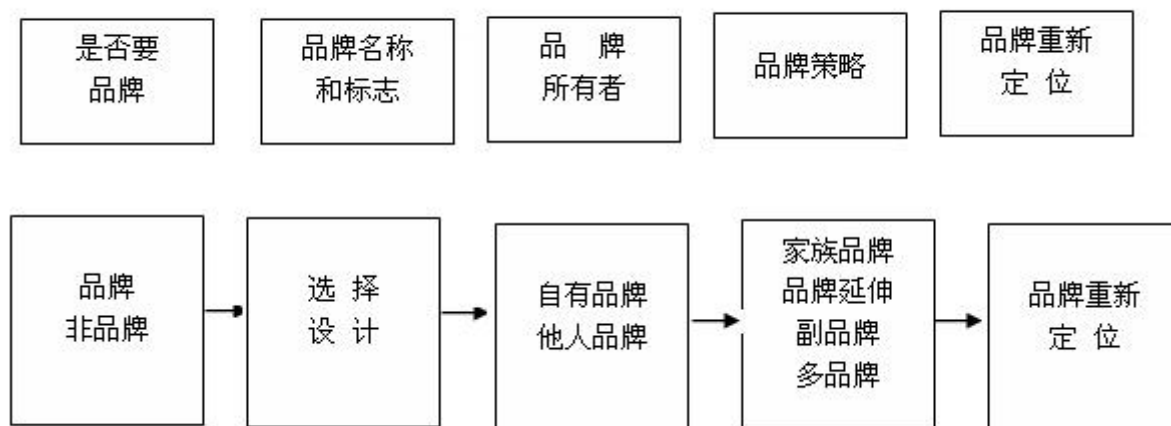 是否要
品牌
品牌名称
和标志
品 牌
所有者
品牌策略
品牌重新
定 位
品牌
非品牌
选 择
设 计
自有品牌
他人品牌
家族品牌
品牌延伸
副品牌
多品牌
品牌重新
定 位